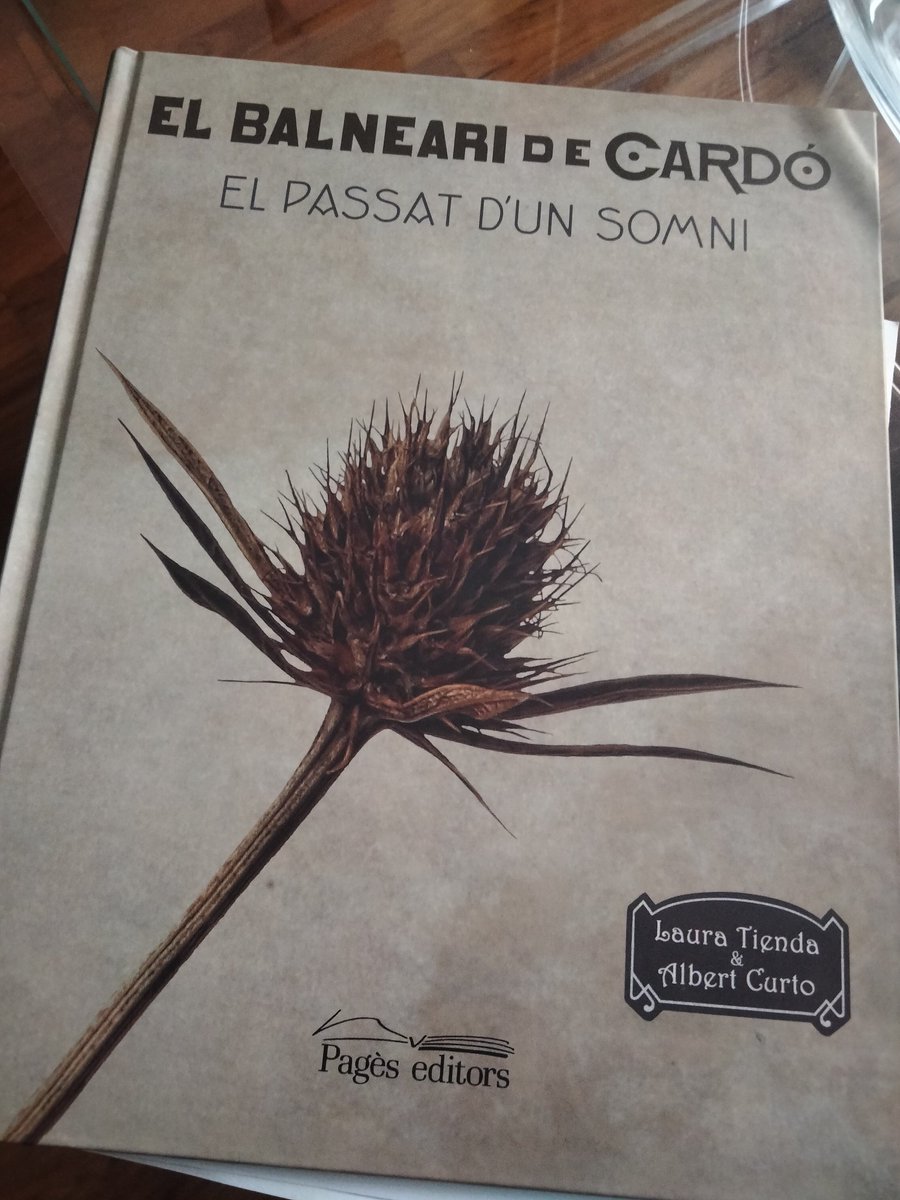 EL BALNEARI DE CARDÓ
EL PASSAT D'UN SOMNI
Laura Tienda
&
Albert Curto
Pagès editors